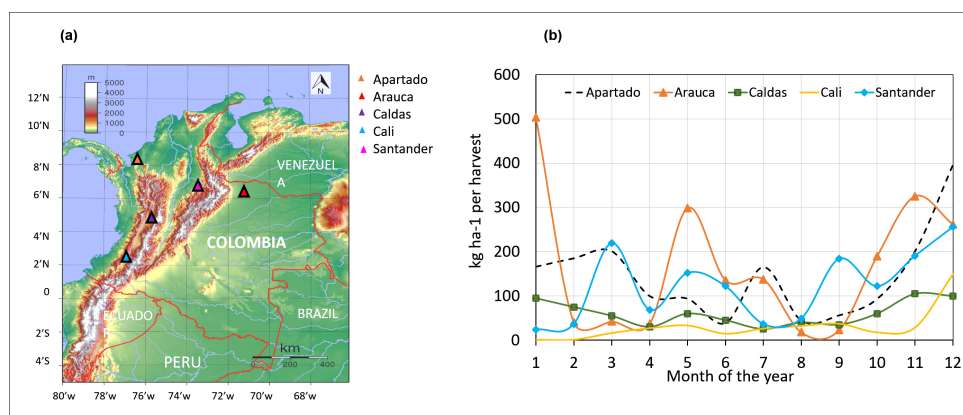 (a)
m
5000
4000
3000
2000
1000
0
N
12°N
10°N
8°N
6°N
4°N
2°N
0
2°S
4°S
80°W
78°W
76°W
74°W
72°W
70°W
68°W
VENEZUEL
A
COLOMBIA
ECUADO
BRAZIL
PERU
km
0 200 400
Apartado
Arauca
Caldas
Cali
Santander
(b)
kg ha-1 per harvest
600
500
400
300
200
100
0
Apartado Arauca Caldas Cali Santander
1 2 3 4 5 6 7 8 9 10 11 12
Month of the year